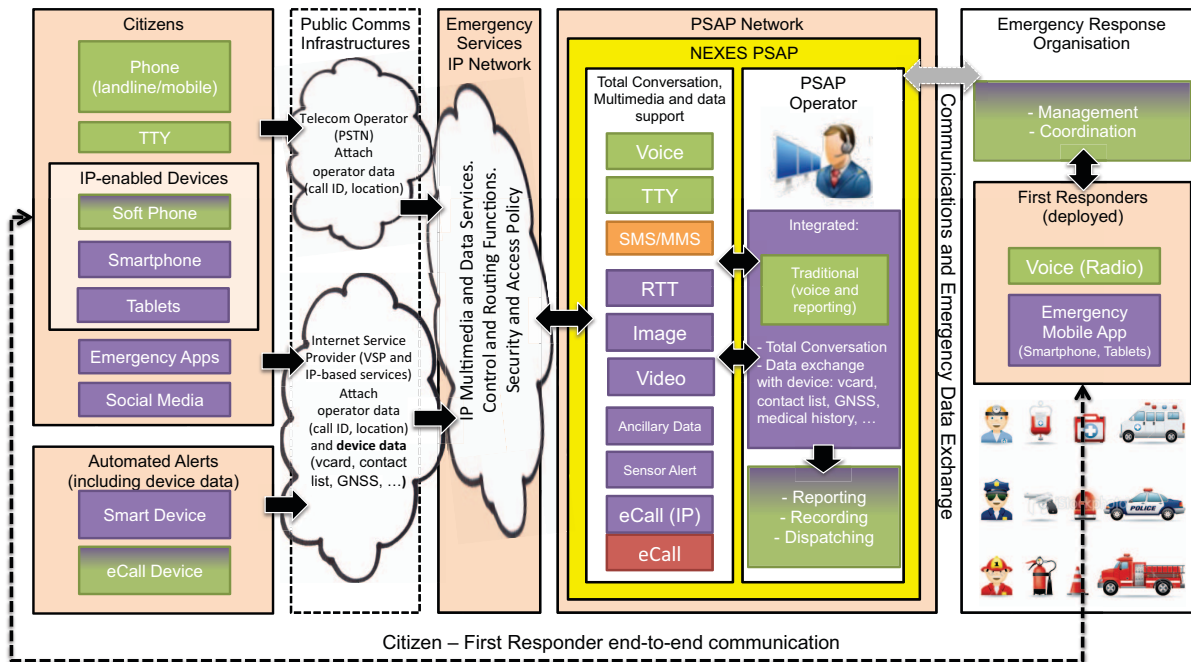 Citizens
Phone
(landline/mobile)
TTY
IP-enabled Devices
Soft Phone
Smartphone
Tablets
Emergency Apps
Social Media
Automated Alerts
(including device data)
Smart Device
eCall Device
Public Comms
Infrastructures
Telecom Operator
(PSTN)
Attach
operator data
(call ID, location)
Internet Service
Provider (VSP and
IP-based services)
Attach
operator data
(call ID, location)
and device data
(vcard, contact
list, GNSS, ...)
Emergency
Services
IP Network
IP Multimedia and Data Services.
Control and Routing Functions.
Security and Access Policy
PSAP Network
NEXES PSAP
Total Conversation,
Multimedia and data
support
Voice
TTY
SMS/MMS
RTT
Image
Video
Ancillary Data
Sensor Alert
eCall (IP)
eCall
PSAP
Operator
Integrated:
Traditional
(voice and
reporting)
- Total Conversation
- Data exchange
with device: vcard,
contact list, GNSS,
medical history, ...
- Reporting
- Recording
- Dispatching
Communications and Emergency Data Exchange
Emergency Response
Organisation
- Management
- Coordination
First Responders
(deployed)
Voice (Radio)
Emergency
Mobile App
(Smartphone, Tablets)
POLICE
Citizen – First Responder end-to-end communication